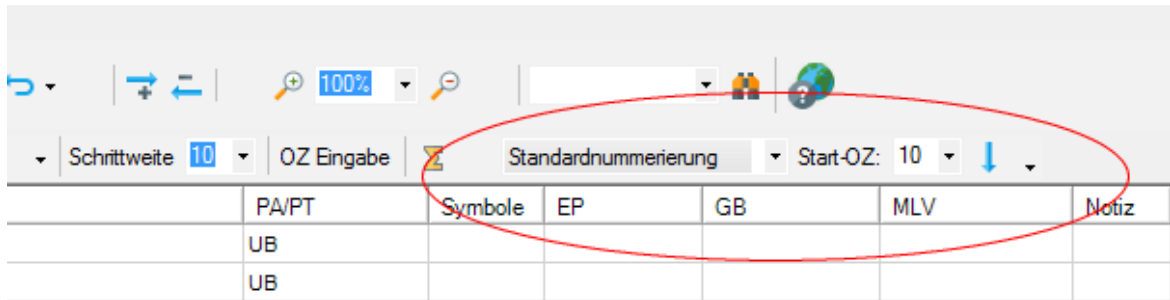 100%
Schrittweite 10 OZ Eingabe Standardnummerierung Start-OZ: 10
PA/PT Symbole EP GB MLV Notiz
UB
UB